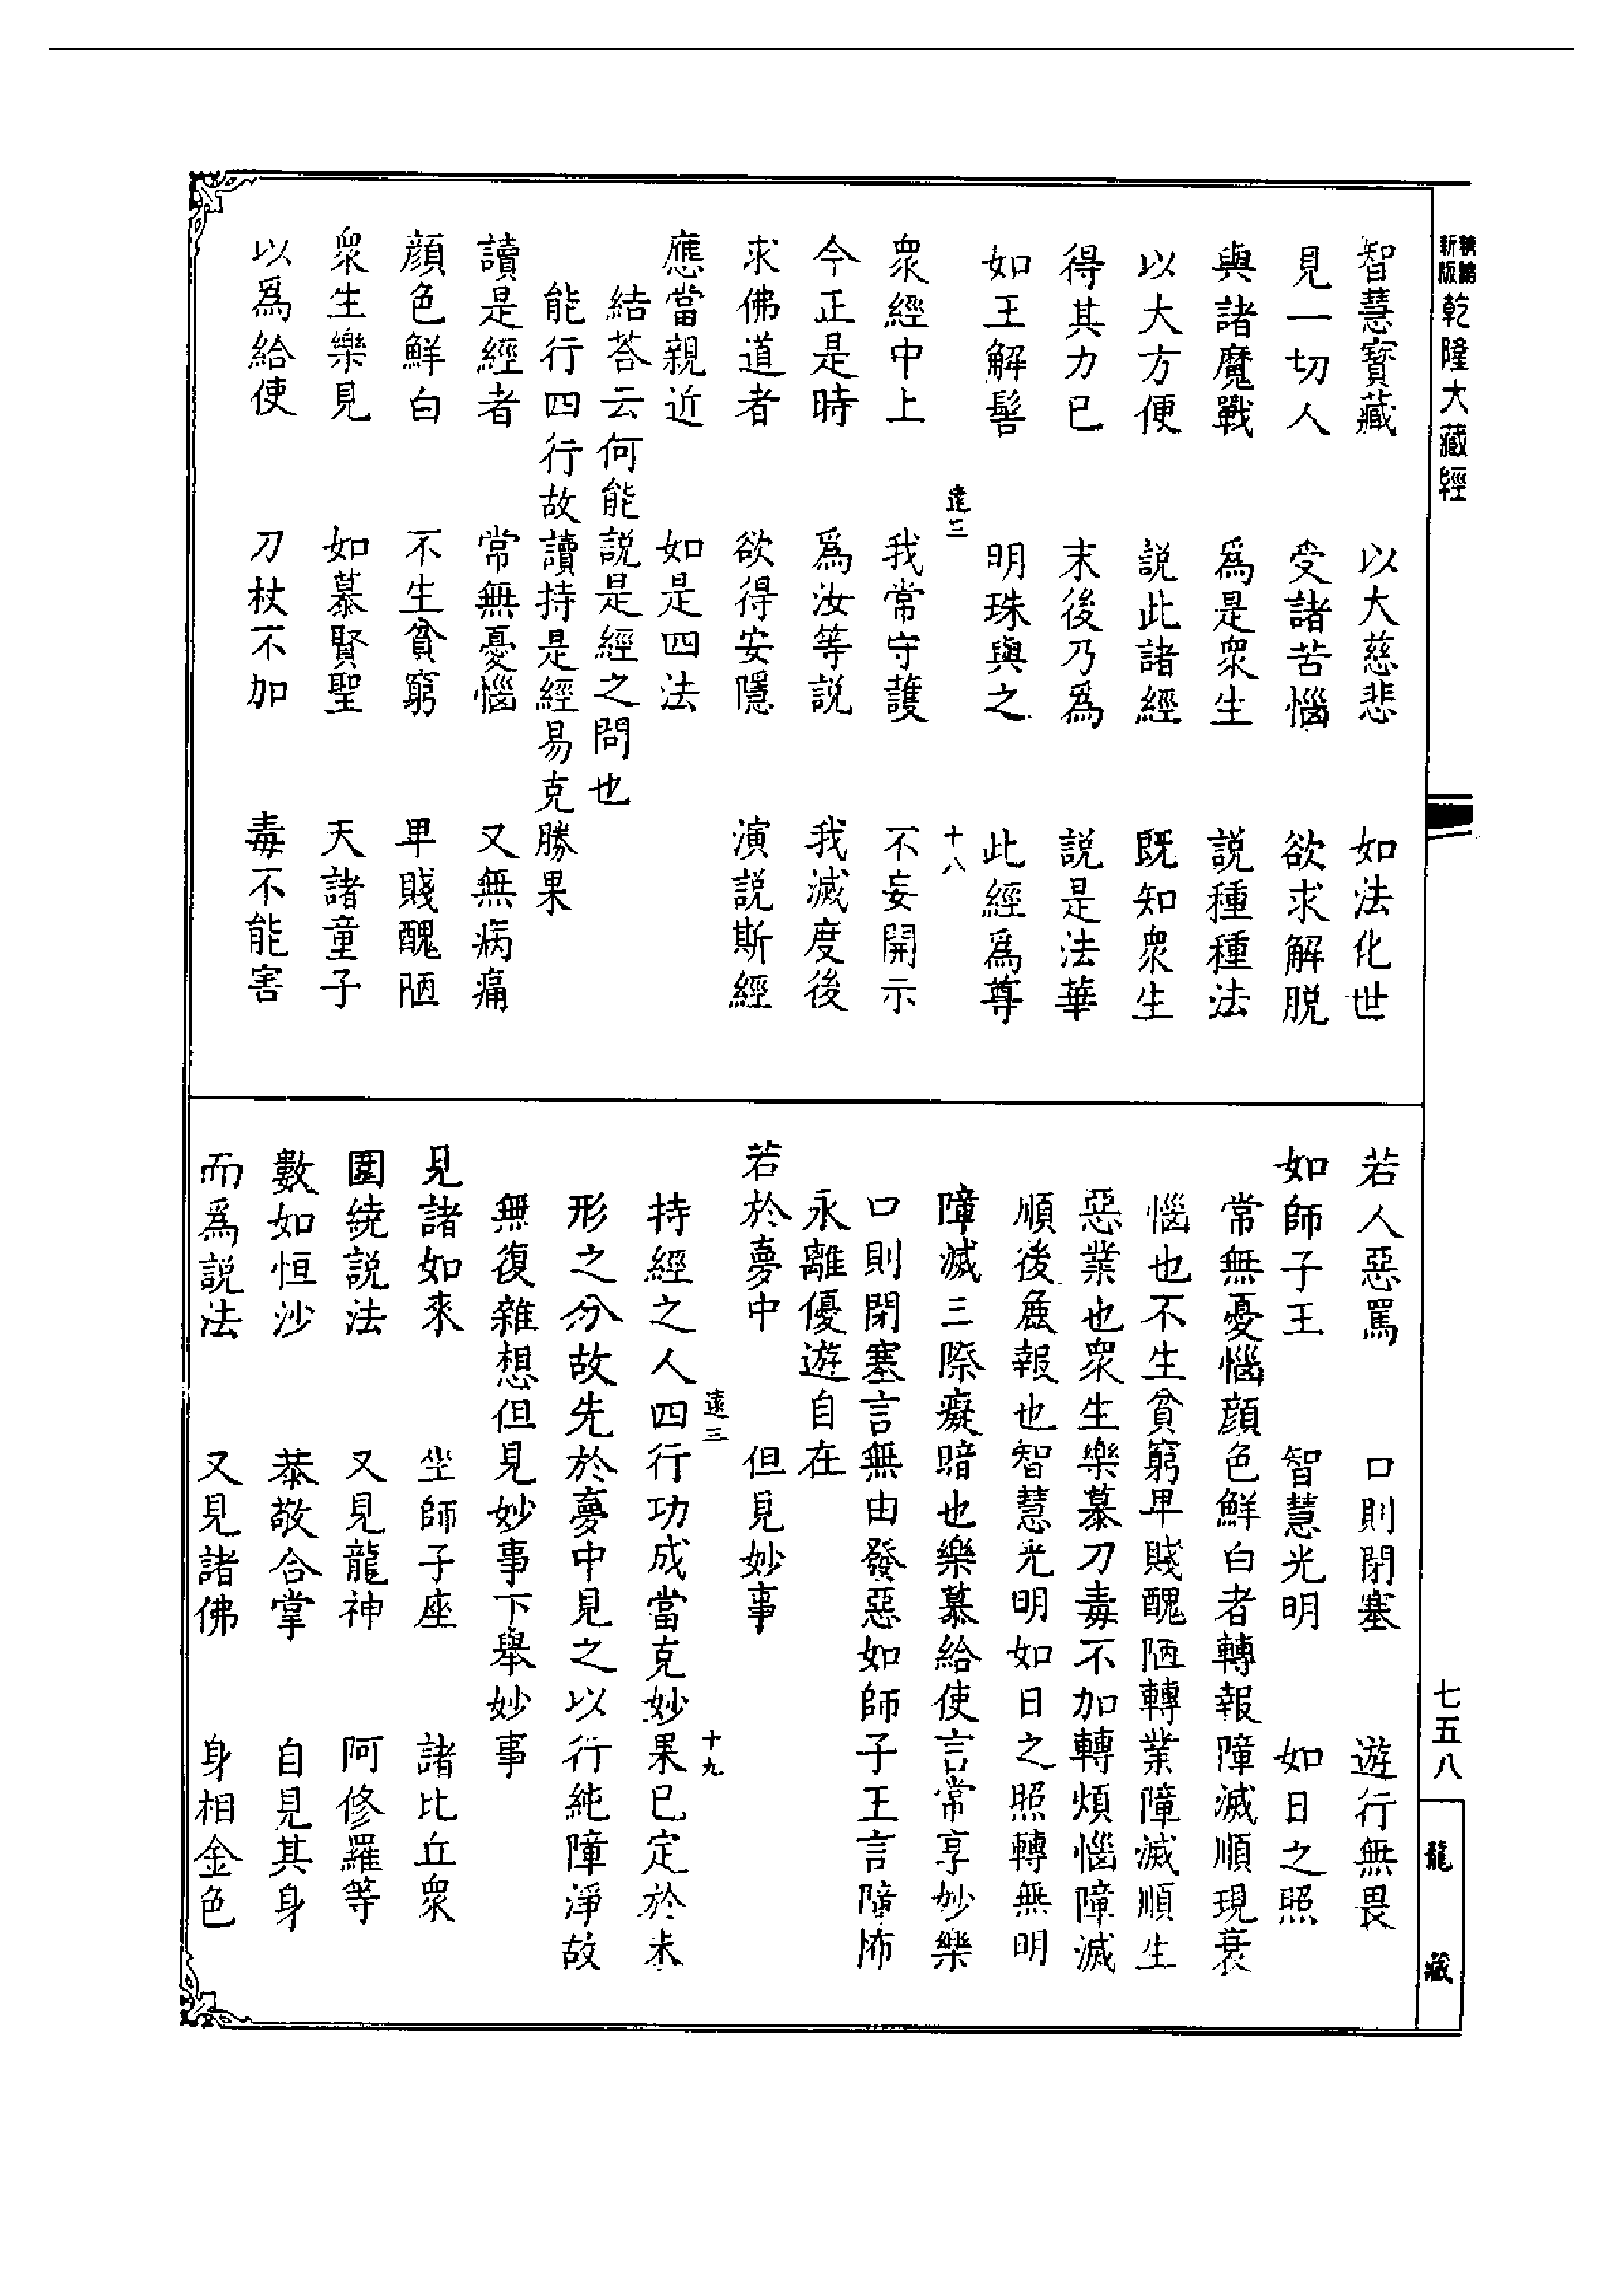 新編
新版
乾隆大藏經
智慧寶藏　以大慈悲　如法化世
見一切人　受諸苦惱　欲求解脱
與諸魔戰　爲是衆生　説種種法
以大方便　説此諸經　既知衆生
得其力已　末後乃爲　説是法華
如王解髻　明珠與之　此經爲尊
遠三　十八
衆經中上　我常守護　不妄開示
今正是時　爲汝等説　我滅度後
求佛道者　欲得安隱　演説斯經
應當親近　如是四法
結荅云何能説是經之問也
能行四行故讀持是經易克勝果
讀是經者　常無憂惱　又無病痛
顔色鮮白　不生貧窮　卑賤醜陋
衆生樂見　如慕賢聖　天諸童子
以爲給使　刀杖不加　毒不能害
若人惡罵　口則閉塞　遊行無畏
如師子王　智慧光明　如日之照
常無憂惱顔色鮮白者轉報障滅順現衰
惱也不生貧窮卑賤醜陋轉業障滅順生
惡業也衆生樂慕刀毒不加轉煩惱障滅
順後麤報也智慧光明如日之照轉無明
障滅三際癡暗也樂慕給使言常享妙樂
口則閉塞言無由發惡如師子王言障怖
永離優遊自在
若於夢中　但見妙事
遠三　十九
持經之人四行功成當克妙果已定於未
形之分故先於夢中見之以行純障淨故
無復雜想但見妙事下舉妙事
見諸如來　坐師子座　諸比丘衆
圍繞説法　又見龍神　阿修羅等
數如恒沙　恭敬合掌　自見其身
而爲説法　又見諸佛　身相金色
七五八
龍藏